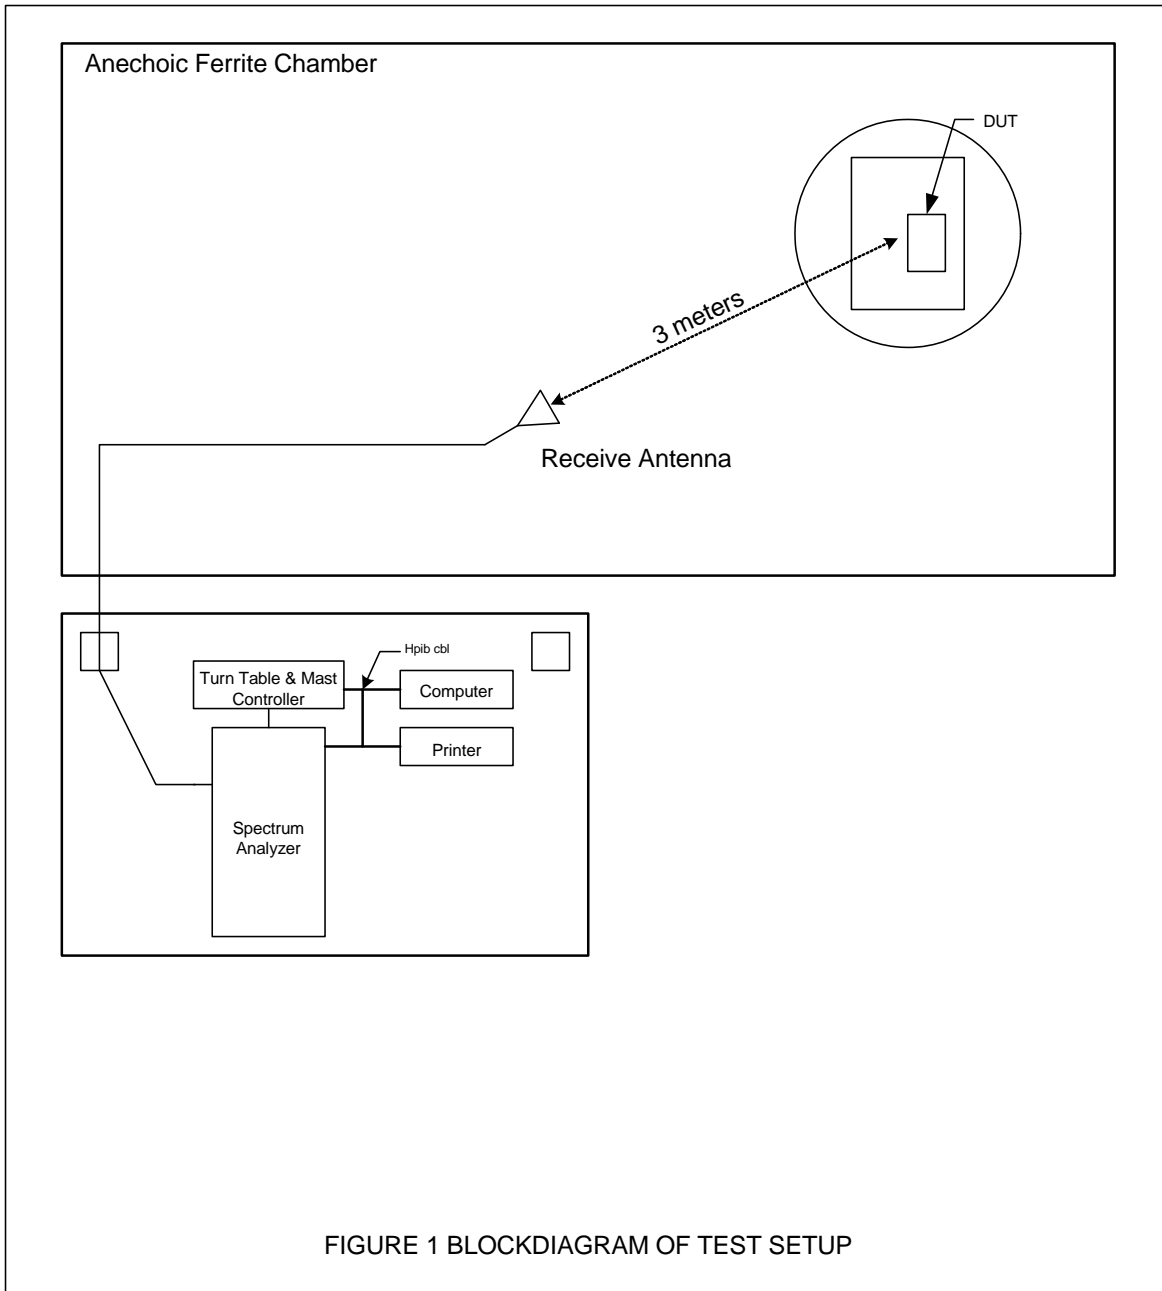 Anechoic Ferrite Chamber
DUT
3 meters
Receive Antenna
Hpib cbl
Turn Table & Mast
Controller
Computer
Printer
Spectrum
Analyzer
FIGURE 1 BLOCKDIAGRAM OF TEST SETUP